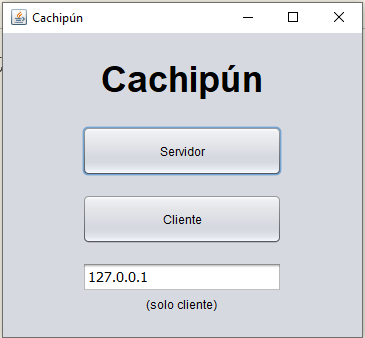 Cachipún
Cachipún
Servidor
Cliente
127.0.0.1
(solo cliente)